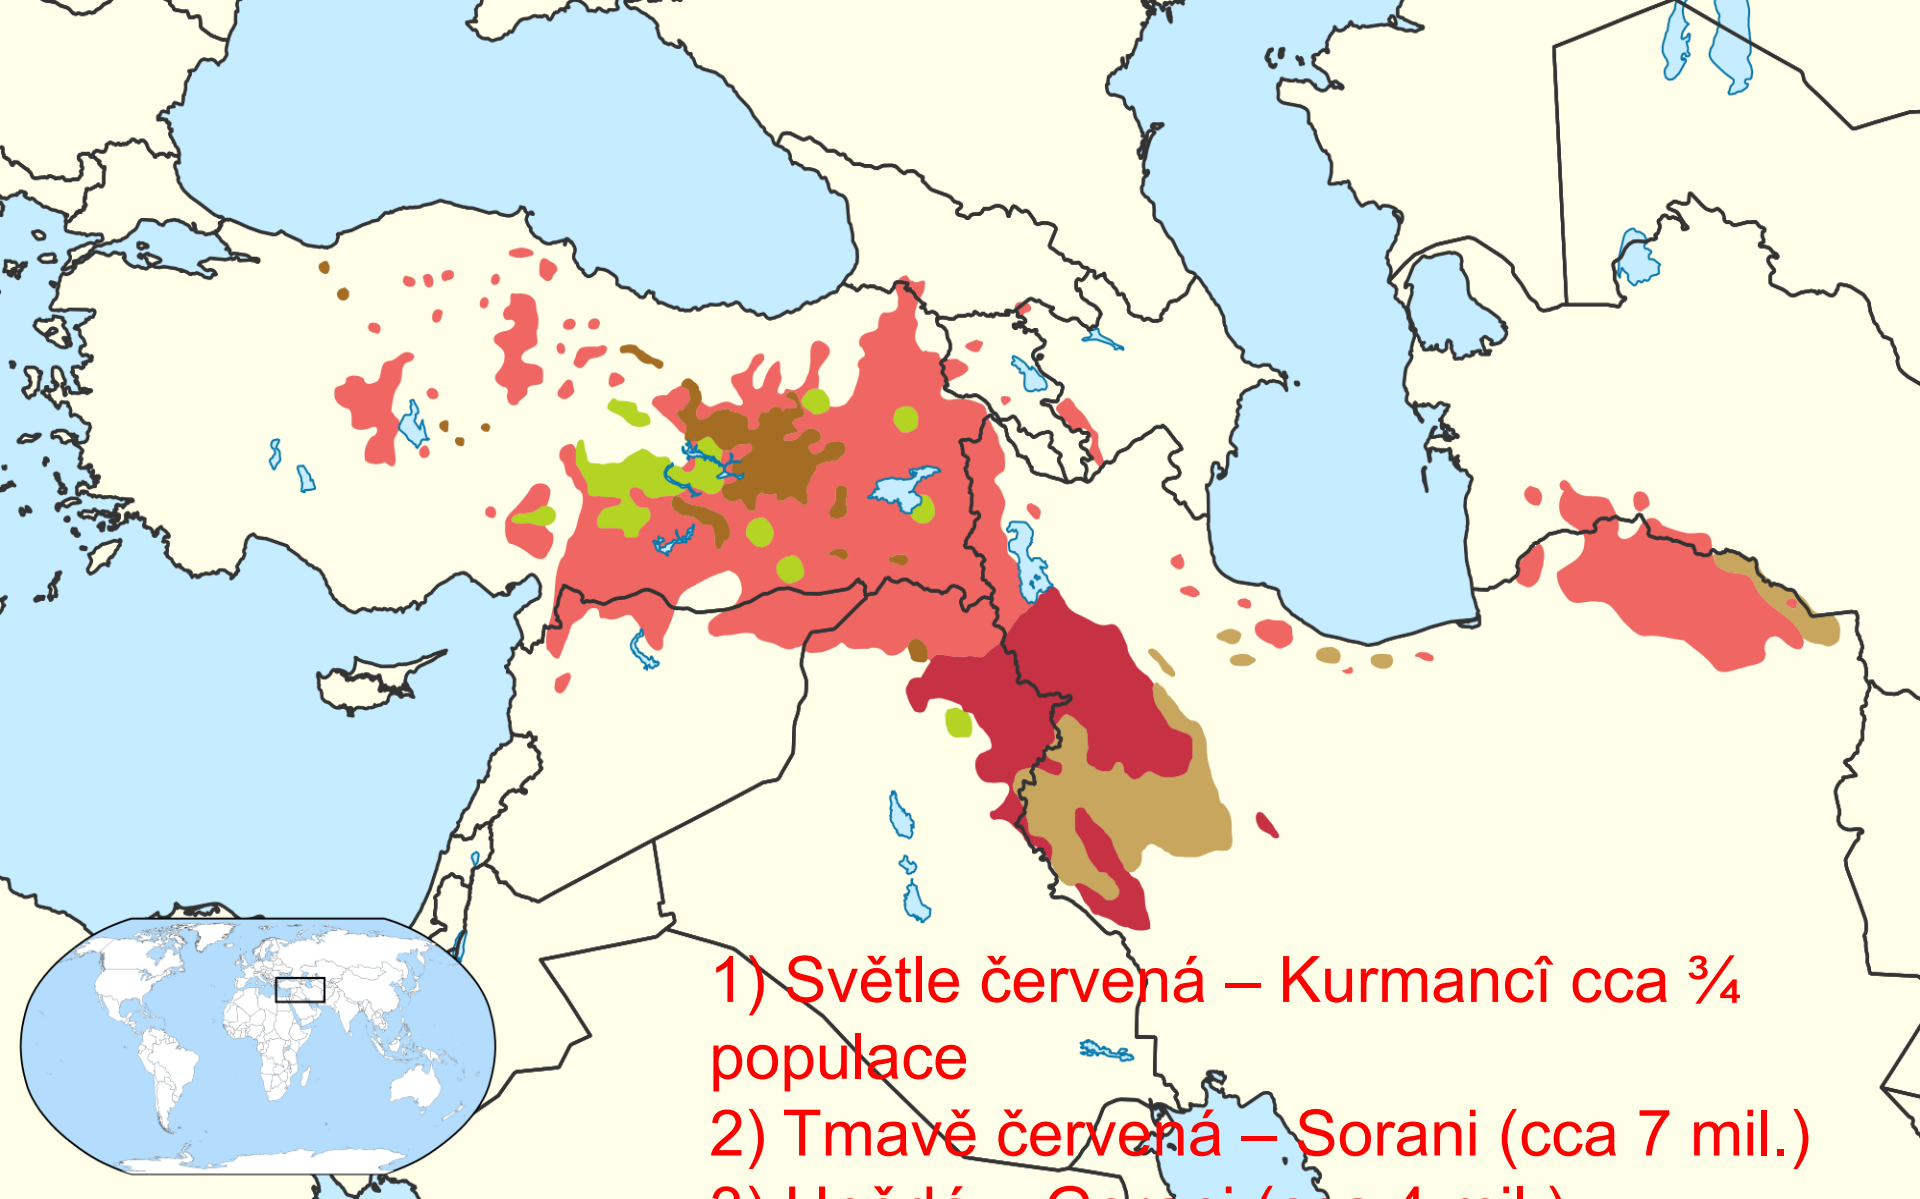 1) Světle červená – Kurmancî cca ¾
populace
2) Tmavě červená – Sorani (cca 7 mil.)